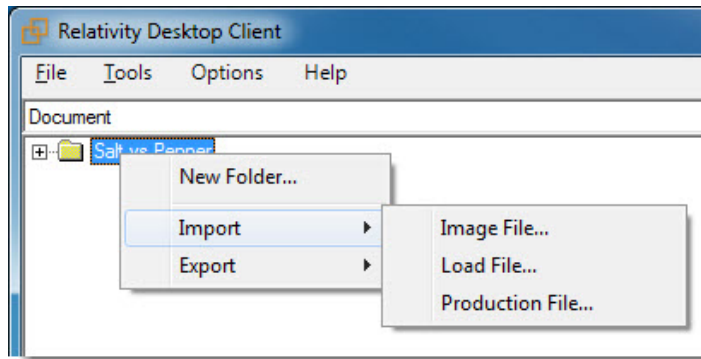 Relativity Desktop Client
File Tools Options Help
Document
Salt vs Pepper
New Folder...
Import
Export
Image File...
Load File...
Production File...